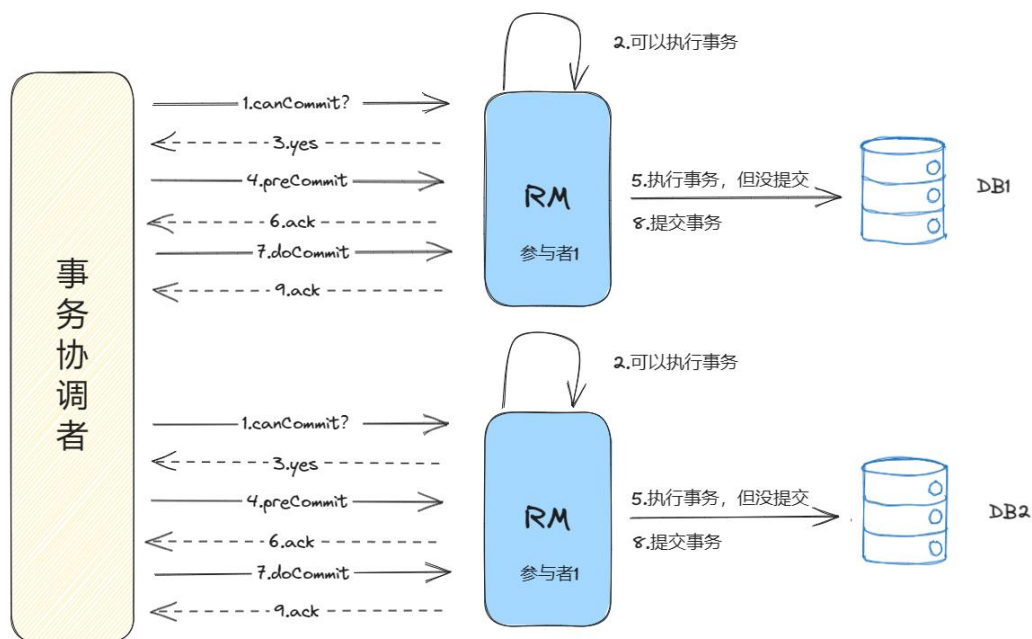 事务协调者
2.可以执行事务
1.canCommit?
3.yes
4.preCommit
6.ack
7.doCommit
9.ack
RM
参与者1
5.执行事务，但没提交
8.提交事务
DB1
2.可以执行事务
1.canCommit?
3.yes
4.preCommit
6.ack
7.doCommit
9.ack
RM
参与者1
5.执行事务，但没提交
8.提交事务
DB2